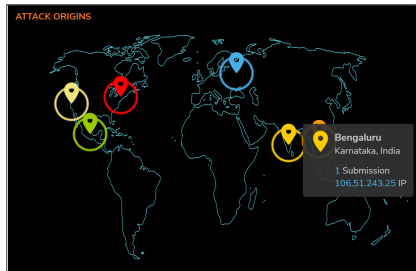 ATTACK ORIGINS
Bengaluru
Karnataka, India
1 Submission
106.51.243.25 IP